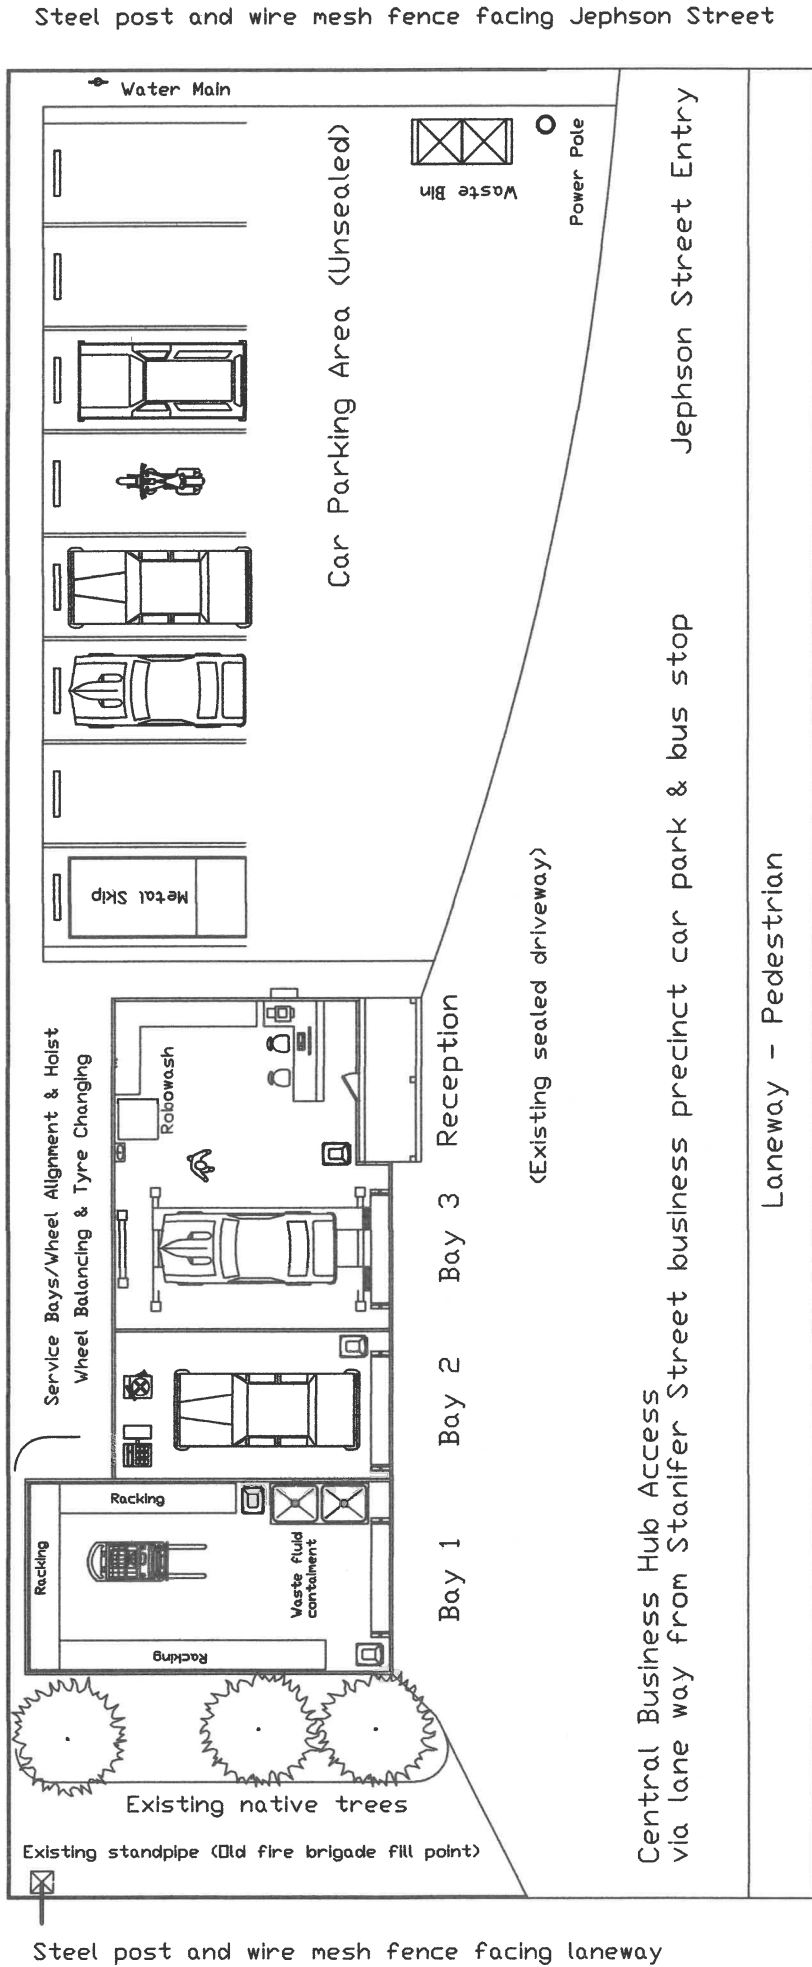 Steel post and wire mesh fence facing Jephson Street
Water Main
Waste Bin
Power Pole
Car Parking Area (Unsealed)
Jephson Street Entry
Metal Skip
Service Bays/Wheel Alignment & Hoist
Wheel Balancing & Tyre Changing
Robowash
Reception
(Existing sealed driveway)
Bay 3
Bay 2
Bay 1
Racking
Racking
Racking
Waste fluid
contaiment
Central Business Hub Access
via lane way from Stanifer Street business precinct car park & bus stop
Laneway - Pedestrian
Existing native trees
Existing standpipe (Old fire brigade fill point)
Steel post and wire mesh fence facing laneway